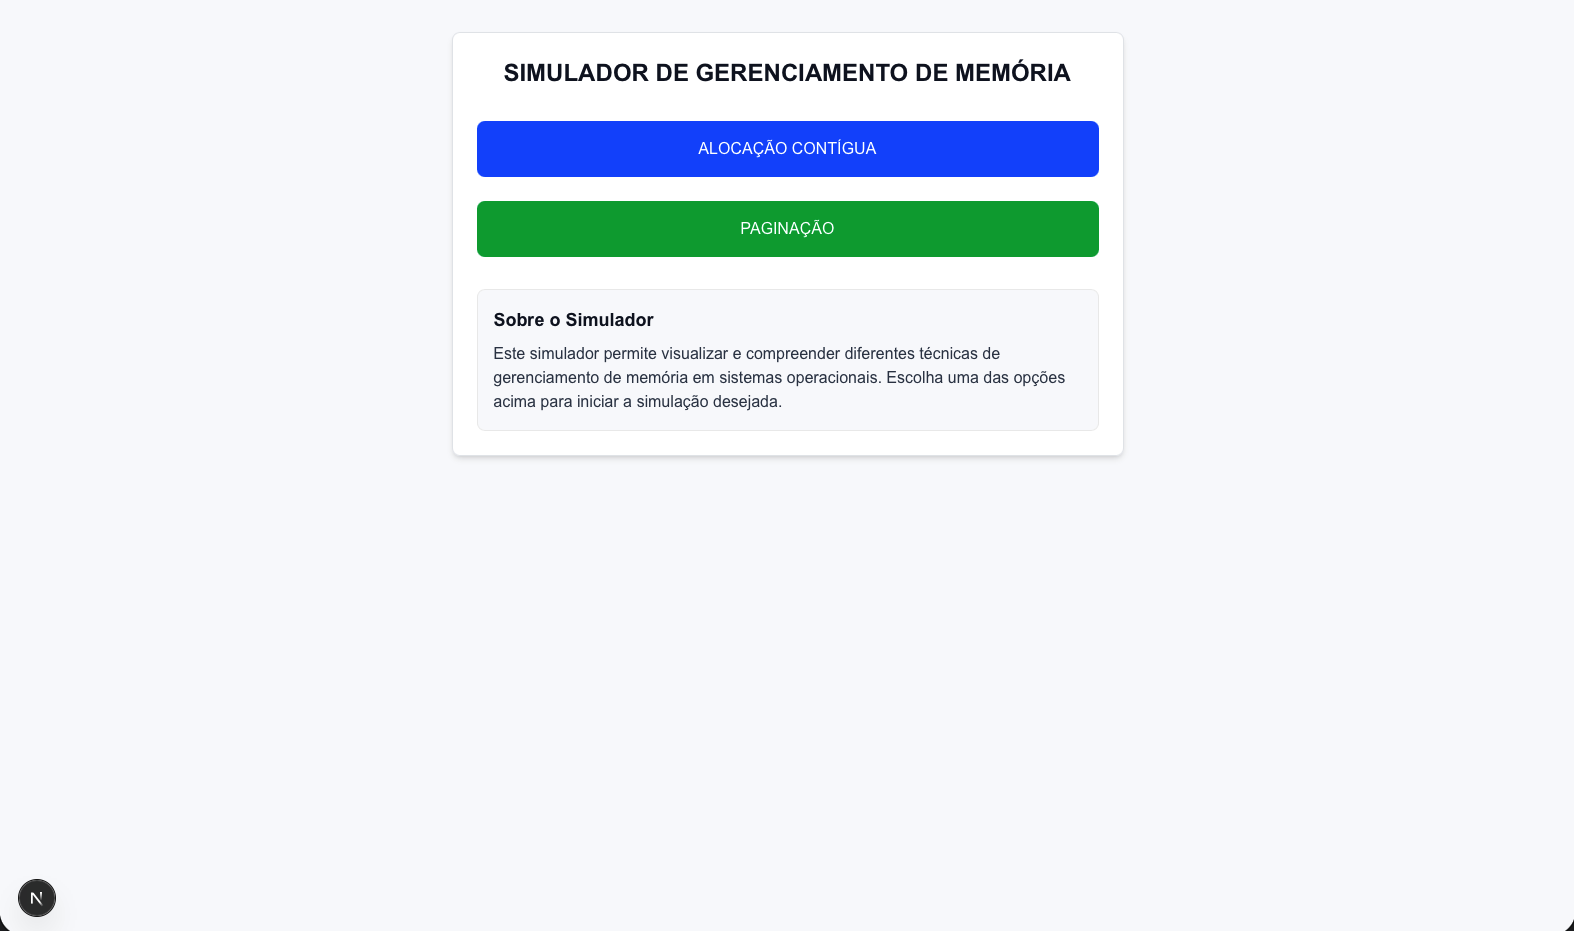 SIMULADOR DE GERENCIAMENTO DE MEMÓRIA
ALOCAÇÃO CONTÍGUA
PAGINAÇÃO
Sobre o Simulador
Este simulador permite visualizar e compreender diferentes técnicas de
gerenciamento de memória em sistemas operacionais. Escolha uma das opções
acima para iniciar a simulação desejada.
N